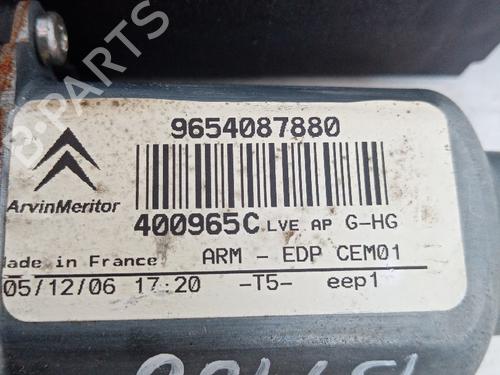 9654087880
ArvinMeritor
400965C LVE AP G-HG
Made in France ARM - EDP CEM01
05/12/06 17:20 -T5- eep1
B-PARTS